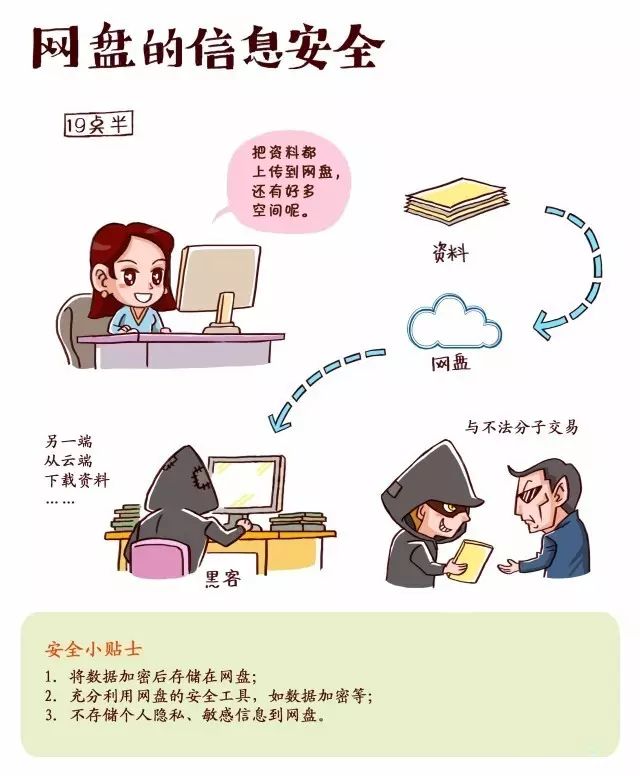 网盘的信息安全
19点半
把资料都
上传到网盘，
还有好多
空间呢。
资料
网盘
另一端
从云端
下载资料
……
黑客
与不法分子交易
安全小贴士
1. 将数据加密后存储在网盘；
2. 充分利用网盘的安全工具，如数据加密等；
3. 不存储个人隐私、敏感信息到网盘。